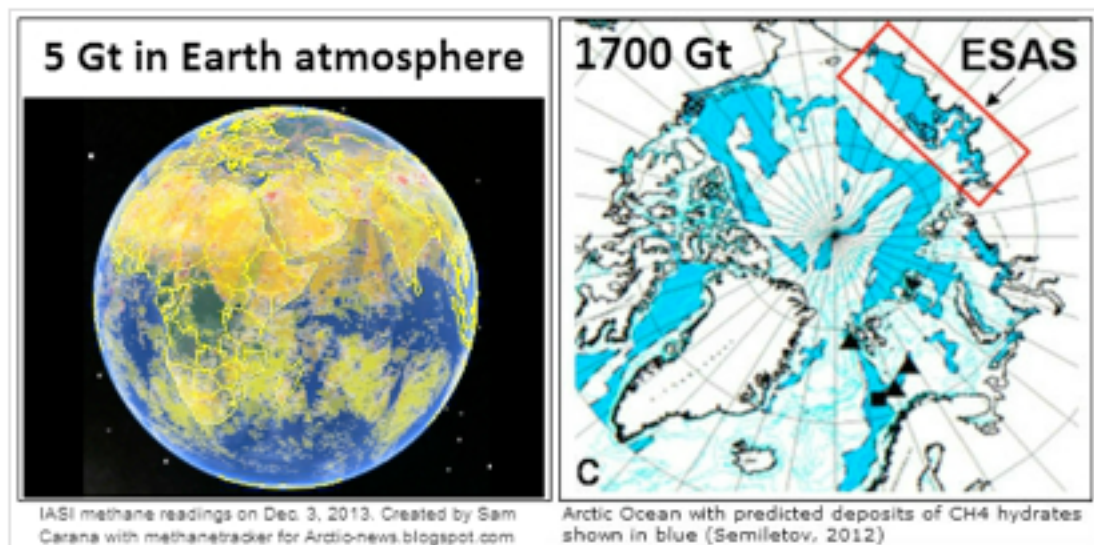 5 Gt in Earth atmosphere
IASI methane readings on Dec. 3, 2013. Created by Sam
Carana with methanetracker for Arctic-news.blogspot.com
1700 Gt
ESAS
C
Arctic Ocean with predicted deposits of CH4 hydrates
shown in blue (Semiletov, 2012)